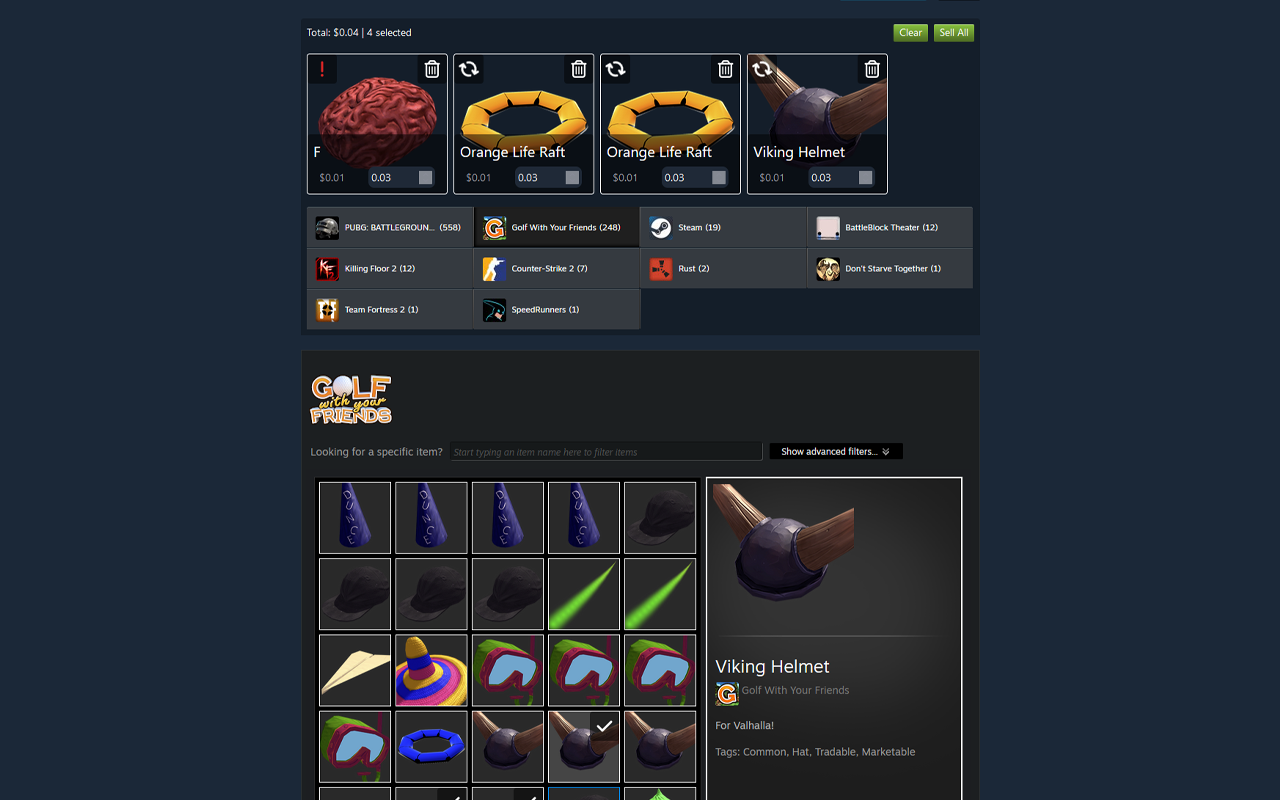 Total: $0.04 | 4 selected
Clear
Sell All
F
$0.01
0.03
Orange Life Raft
$0.01
0.03
Orange Life Raft
$0.01
0.03
Viking Helmet
$0.01
0.03
PUBG: BATTLEGROUN... (558)
Golf With Your Friends (248)
Steam (19)
BattleBlock Theater (12)
Killing Floor 2 (12)
Counter-Strike 2 (7)
Rust (2)
Don't Starve Together (1)
Team Fortress 2 (1)
SpeedRunners (1)
GOLF
with your
FRIENDS
Looking for a specific item?
Start typing an item name here to filter items
Show advanced filters...
DUNCE
DUNCE
DUNCE
DUNCE
Viking Helmet
Golf With Your Friends
For Valhalla!
Tags: Common, Hat, Tradable, Marketable